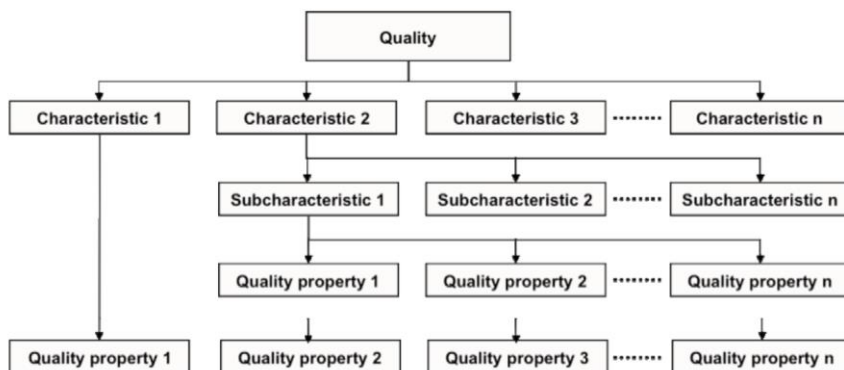 Quality
Characteristic 1 Characteristic 2 Characteristic 3 Characteristic n
Subcharacteristic 1 Subcharacteristic 2 Subcharacteristic n
Quality property 1 Quality property 2 Quality property n
Quality property 1 Quality property 2 Quality property 3 Quality property n